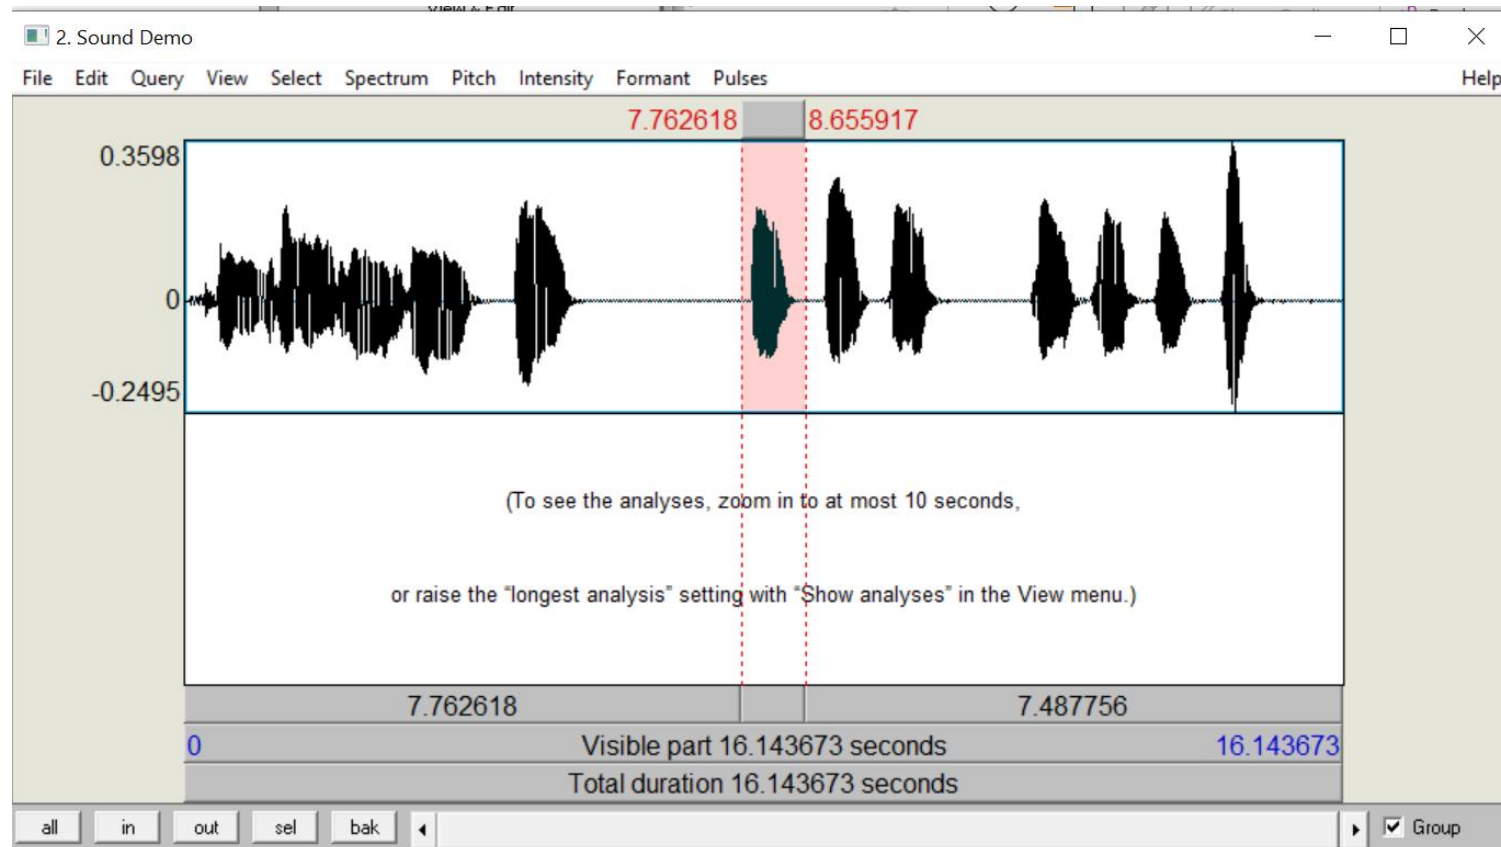 2. Sound Demo
File Edit Query View Select Spectrum Pitch Intensity Formant Pulses Help
7.762618 8.655917
0.3598
0
-0.2495
(To see the analyses, zoom in to at most 10 seconds,
or raise the “longest analysis” setting with “Show analyses” in the View menu.)
7.762618 7.487756
0 Visible part 16.143673 seconds 16.143673
Total duration 16.143673 seconds
all in out sel bak Group